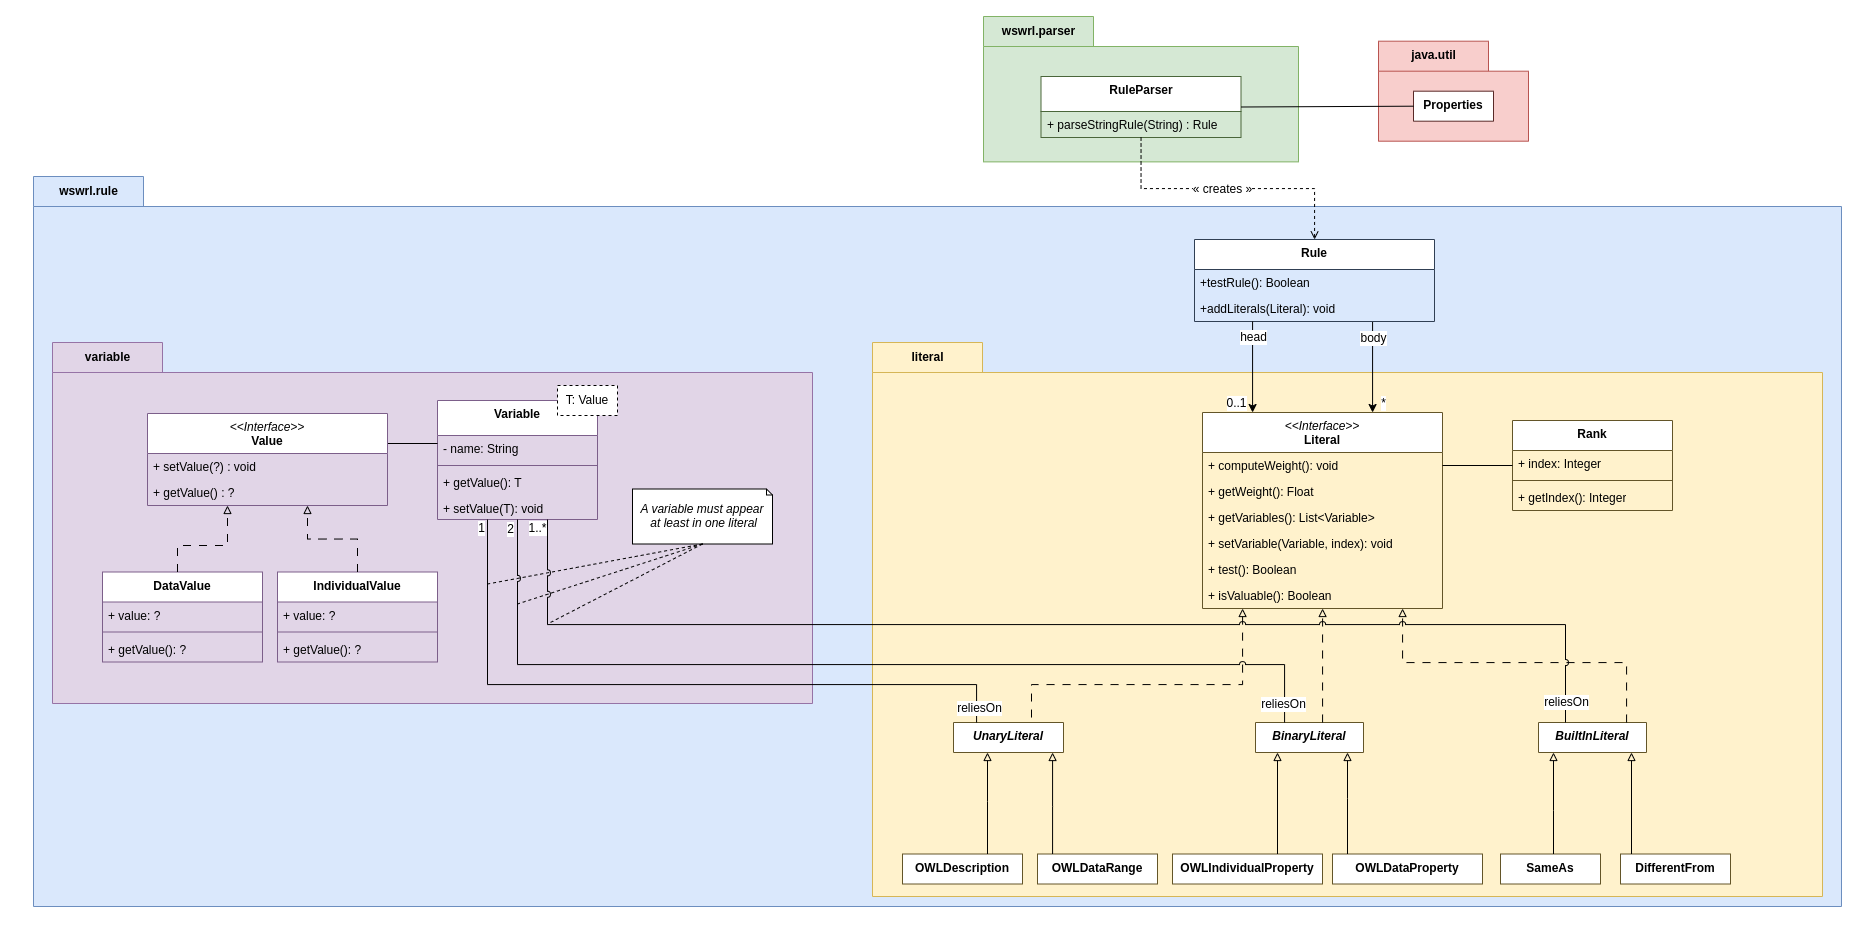 wswrl.parser
RuleParser
+ parseStringRule(String) : Rule
java.util
Properties
« creates »
wswrl.rule
Rule
+testRule(): Boolean
+addLiterals(Literal): void
head
body
0..1
*
variable
<<Interface>>
Value
+ setValue(?) : void
+ getValue() : ?
T: Value
Variable
- name: String
+ getValue(): T
+ setValue(T): void
1
2
1..*
A variable must appear
at least in one literal
DataValue
+ value: ?
+ getValue(): ?
IndividualValue
+ value: ?
+ getValue(): ?
literal
<<Interface>>
Literal
+ computeWeight(): void
+ getWeight(): Float
+ getVariables(): List<Variable>
+ setVariable(Variable, index): void
+ test(): Boolean
+ isValuable(): Boolean
Rank
+ index: Integer
+ getIndex(): Integer
reliesOn
reliesOn
reliesOn
UnaryLiteral
BinaryLiteral
BuiltInLiteral
OWLDescription
OWLDataRange
OWLIndividualProperty
OWLDataProperty
SameAs
DifferentFrom